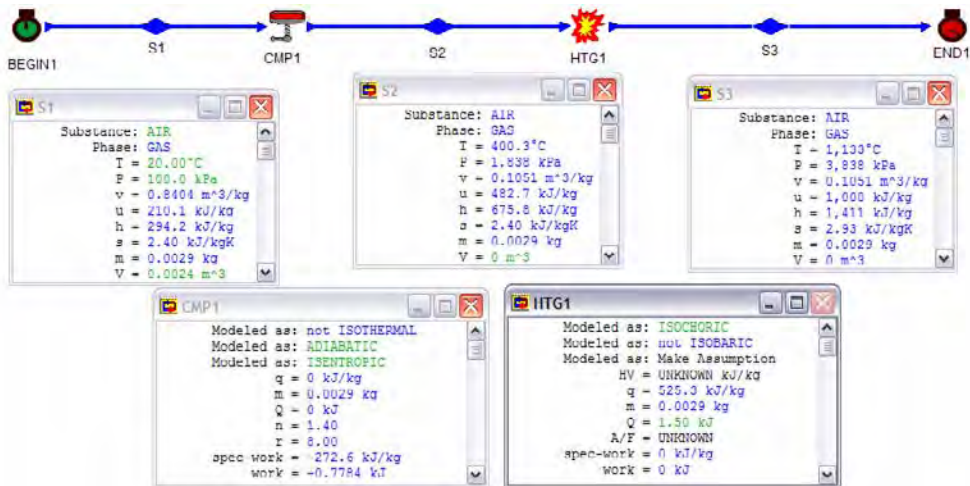 BEGIN1
S1
CMP1
S2
HTG1
S3
END1
S1
Substance: AIR
Phase: GAS
T = 20.00°C
P = 100.0 kPa
v = 0.8404 m^3/kg
u = 210.1 kJ/kg
h = 294.2 kJ/kg
s = 2.40 kJ/kgK
m = 0.0029 kg
V = 0.0024 m^3
S2
Substance: AIR
Phase: GAS
T = 400.3°C
P = 1,838 kPa
v = 0.1051 m^3/kg
u = 482.7 kJ/kg
h = 675.8 kJ/kg
s = 2.40 kJ/kgK
m = 0.0029 kg
V = 0 m^3
S3
Substance: AIR
Phase: GAS
T = 1,133°C
P = 3,838 kPa
v = 0.1051 m^3/kg
u = 1,008 kJ/kg
h = 1,411 kJ/kg
s = 2.93 kJ/kgK
m = 0.0029 kg
V = 0 m^3
CMP1
Modeled as: not ISOTHERMAL
Modeled as: ADIABATIC
Modeled as: ISENTROPIC
q = 0 kJ/kg
m = 0.0029 kg
Q = 0 kJ
n = 1.40
r = 8.00
spec-work = -272.6 kJ/kg
work = -0.7784 kJ
HTG1
Modeled as: ISOCHORIC
Modeled as: not ISOBARIC
Modeled as: Make Assumption
HV = UNKNOWN kJ/kg
q = 525.3 kJ/kg
m = 0.0029 kg
Q = 1.50 kJ
A/F = UNKNOWN
spec-work = 0 kJ/kg
work = 0 kJ